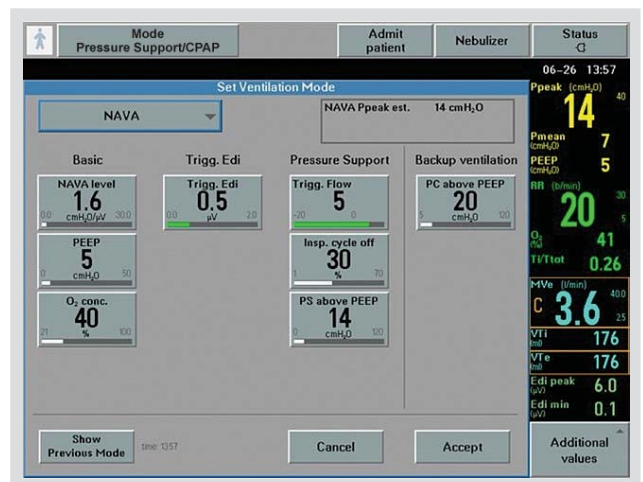 Mode
Pressure Support/CPAP
Admit
patient
Nebulizer
Status
06-26 13:57
Set Ventilation Mode
NAVA
NAVA Ppeak est. 14 cmH₂O
Basic
Trigg. Edi
Pressure Support
Backup ventilation
NAVA level
1.6
0.0 cmH₂O/µV 30.0
Trigg. Edi
0.5
0.0 µV 2.0
Trigg. Flow
5
-20 0
PC above PEEP
20
5 cmH₂O 120
PEEP
5
0 cmH₂O 50
Insp. cycle off
30
1 % 70
O₂ conc.
40
21 % 100
PS above PEEP
14
0 cmH₂O 120
Show
Previous Mode
time: 1357
Cancel
Accept
Ppeak (cmH₂O)
14 40
Pmean
(cmH₂O) 7
PEEP
(cmH₂O) 5
RR (b/min)
20 30
5
O₂
(%) 41
Ti/Ttot 0.26
MVe (l/min)
C 3.6 40.0
2.5
VTi
(ml) 176
VTe
(ml) 176
Edi peak
(µV) 6.0
Edi min
(µV) 0.1
Additional
values